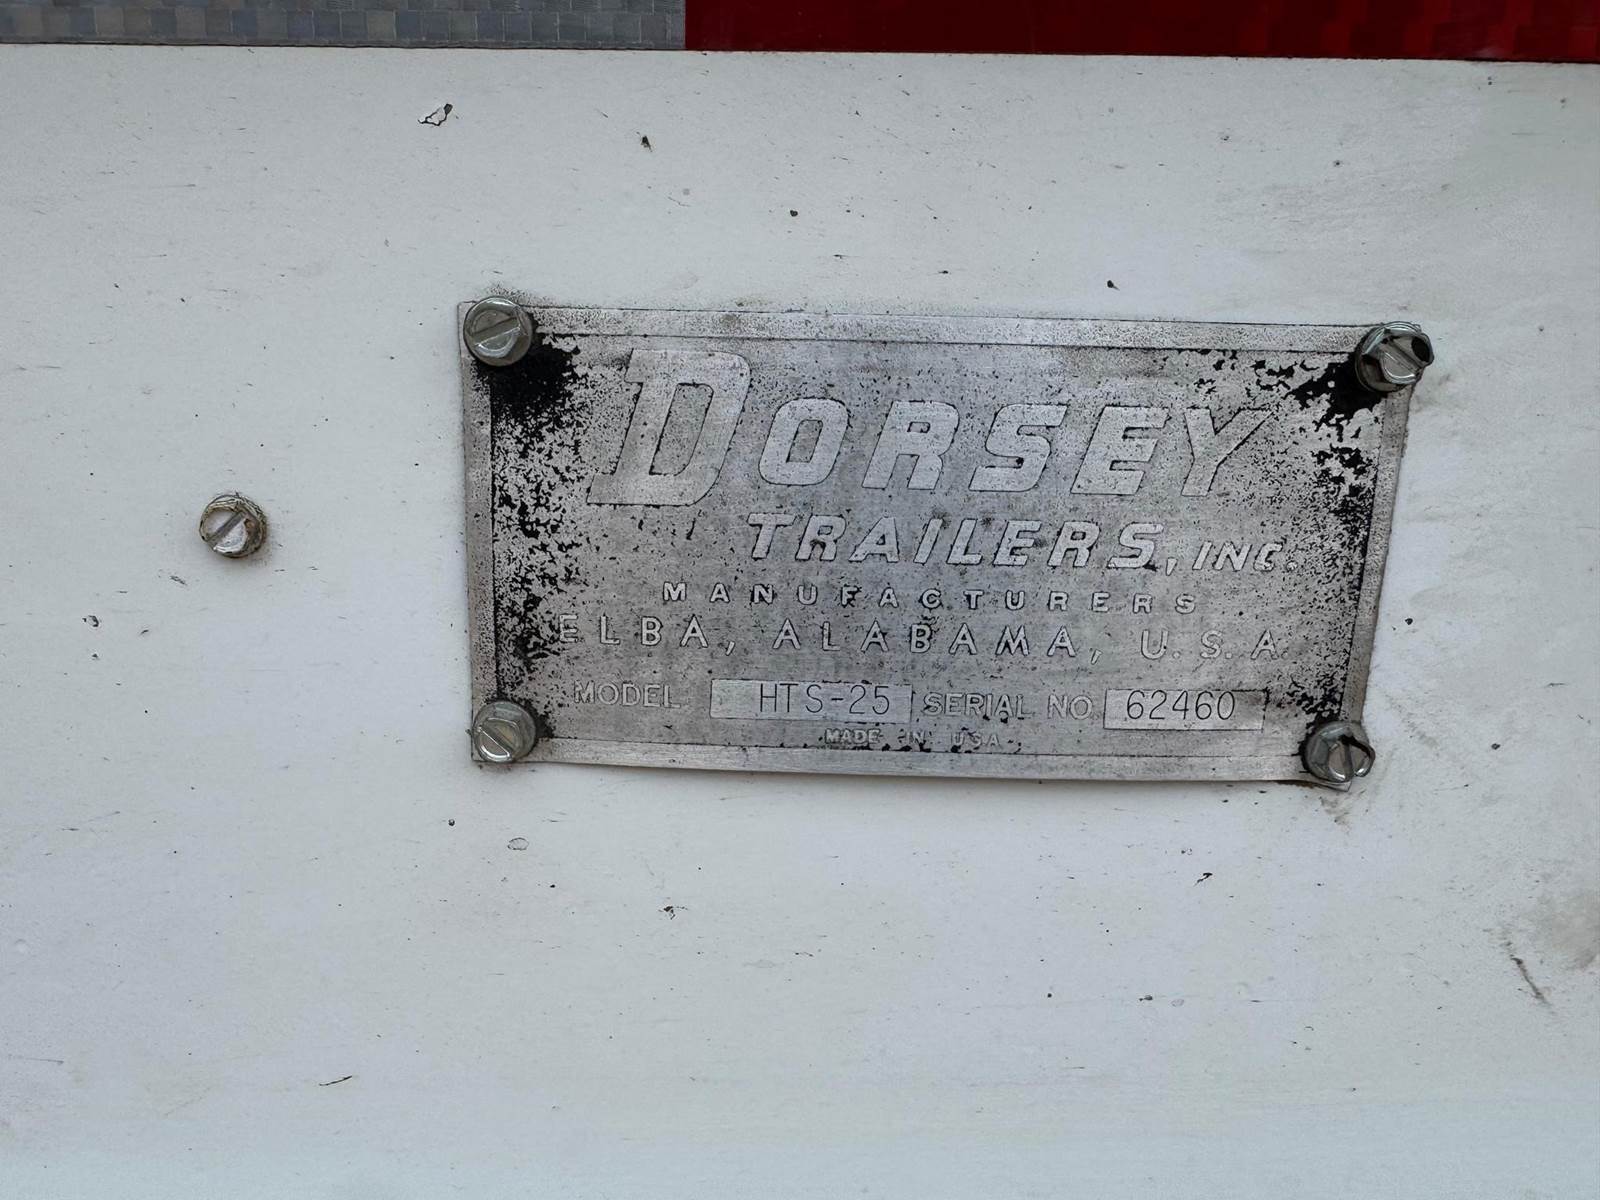 DORSEY
TRAILERS, INC.
MANUFACTURERS
ELBA, ALABAMA, U.S.A.
MODEL HTS-25 SERIAL NO. 62460
MADE IN USA